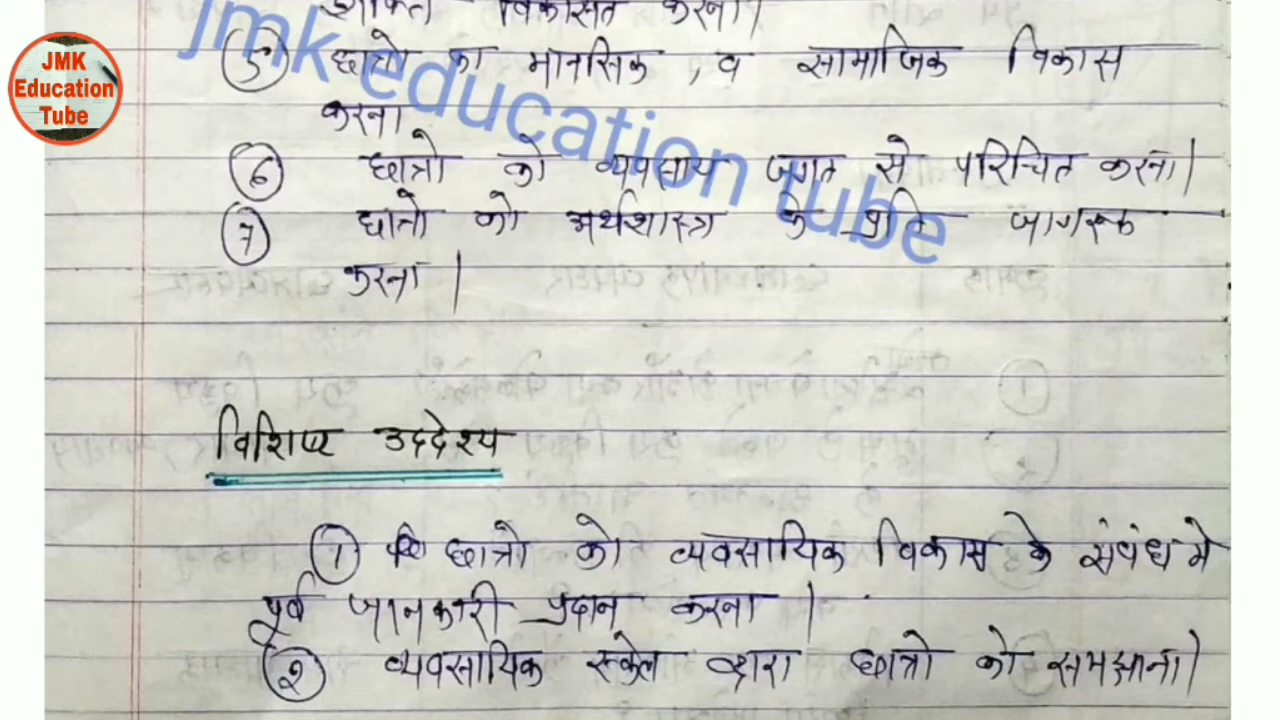 शक्ति विकसित करना।
⑤ छात्रो का मानसिक , व सामाजिक विकास
करना
⑥ छात्रो को व्यवसाय जगत से परिचित करना।
⑦ छात्रो को अर्थशास्त्र के प्रति जागरूक
करना।
विशिष्ट उददेश्य
① छात्रो को व्यवसायिक विकास के संबंध मे
पूर्व जानकारी प्रदान करना।
② व्यवसायिक स्केल द्वारा छात्रो को समझाना।
JMK
Education
Tube
jmk education tube